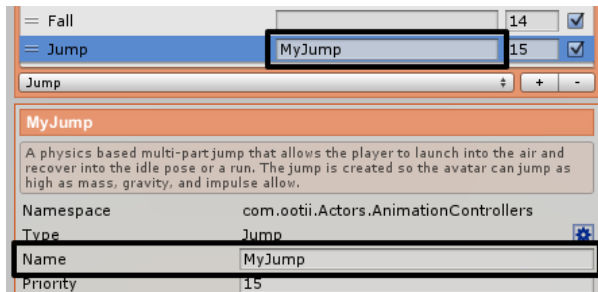 Fall 14
Jump MyJump 15
Jump + -
MyJump
A physics based multi-part jump that allows the player to launch into the air and
recover into the idle pose or a run. The jump is created so the avatar can jump as
high as mass, gravity, and impulse allow.
Namespace com.ootii.Actors.AnimationControllers
Type Jump
Name MyJump
Priority 15